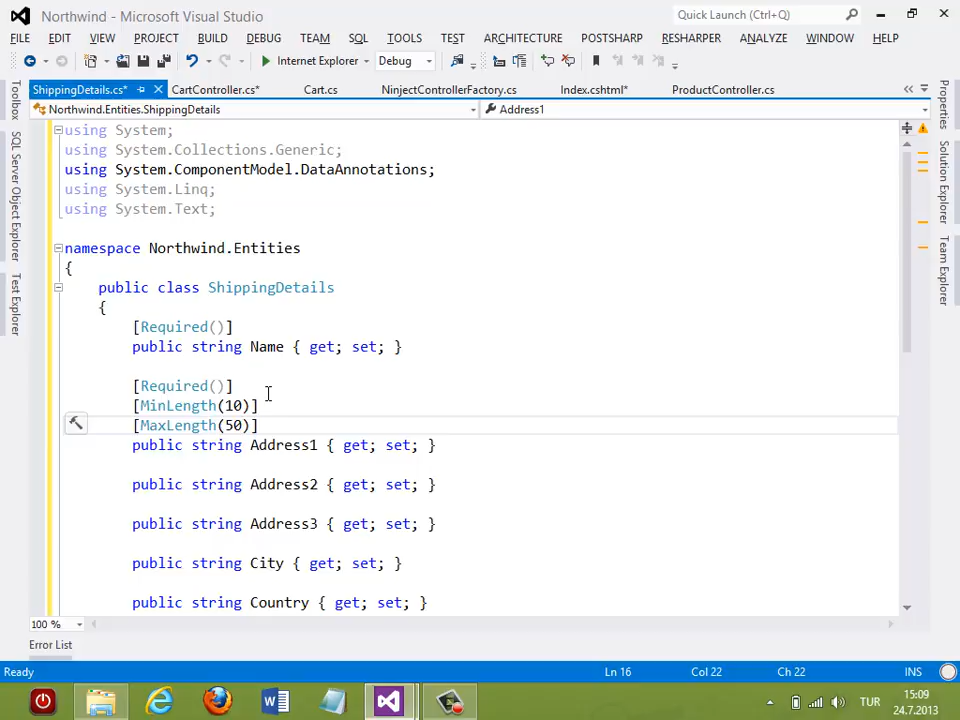 Northwind - Microsoft Visual Studio
Quick Launch (Ctrl+Q)
FILE EDIT VIEW PROJECT BUILD DEBUG TEAM SQL TOOLS TEST ARCHITECTURE POSTSHARP RESHARPER ANALYZE WINDOW HELP
Internet Explorer Debug
ShippingDetails.cs* CartController.cs* Cart.cs NinjectControllerFactory.cs Index.cshtml* ProductController.cs
Northwind.Entities.ShippingDetails Address1
Toolbox
SQL Server Object Explorer
Test Explorer
Properties
Solution Explorer
Team Explorer
using System;
using System.Collections.Generic;
using System.ComponentModel.DataAnnotations;
using System.Linq;
using System.Text;
namespace Northwind.Entities
{
public class ShippingDetails
{
[Required()]
public string Name { get; set; }
[Required()]
[MinLength(10)]
[MaxLength(50)]
public string Address1 { get; set; }
public string Address2 { get; set; }
public string Address3 { get; set; }
public string City { get; set; }
public string Country { get; set; }
100 %
Error List
Ready Ln 16 Col 22 Ch 22 INS
TUR
15:09
24.7.2013